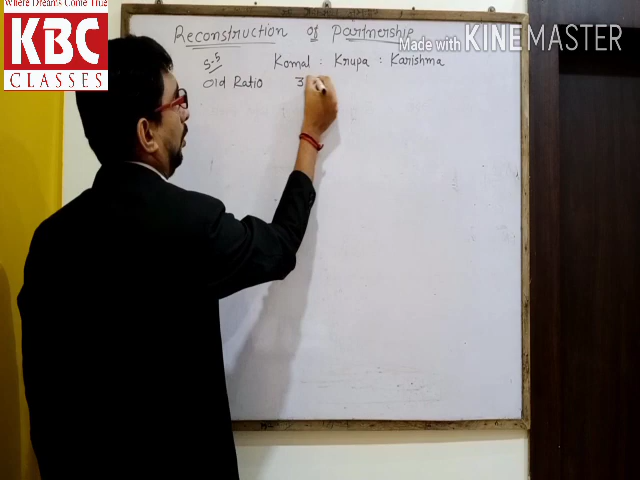 Where Dream's Come True
KBC
CLASSES
Made with KINEMASTER
Reconstruction of Partnership
5.5 Komal : Krupa : Karishma
Old Ratio 3